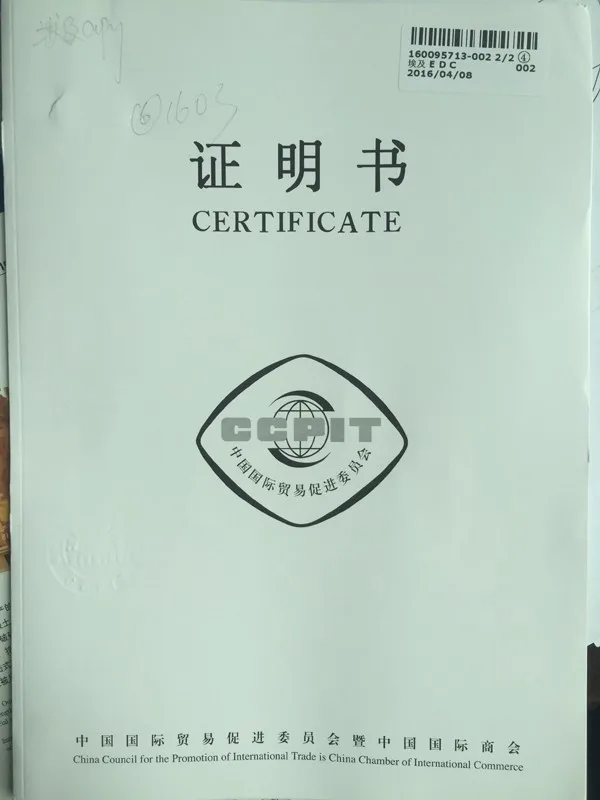 Copy
160095713-002 2/2 ④
埃及 E D C 002
2016/04/08
⑥1603
证明书
CERTIFICATE
CCPIT
中国国际贸易促进委员会
中国国际贸易促进委员会暨中国国际商会
China Council for the Promotion of International Trade is China Chamber of International Commerce